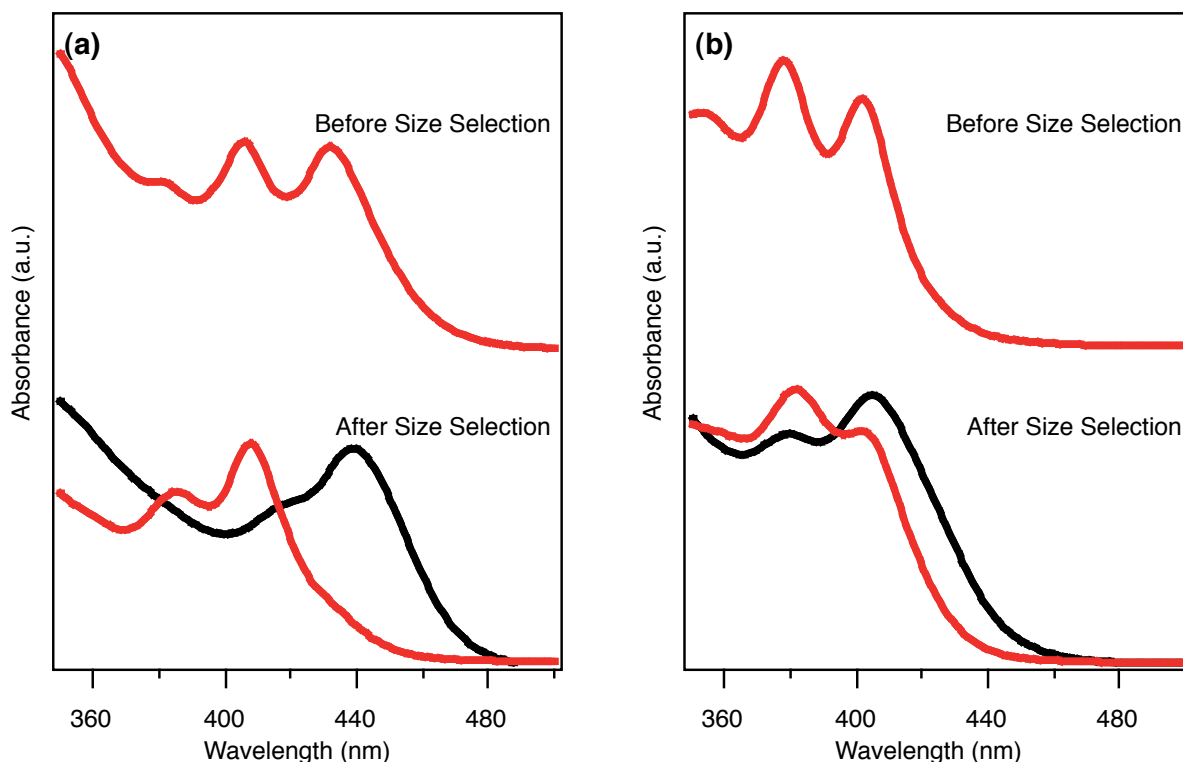 (a)
Before Size Selection
After Size Selection
Absorbance (a.u.)
360 400 440 480
Wavelength (nm)
(b)
Before Size Selection
After Size Selection
Absorbance (a.u.)
360 400 440 480
Wavelength (nm)